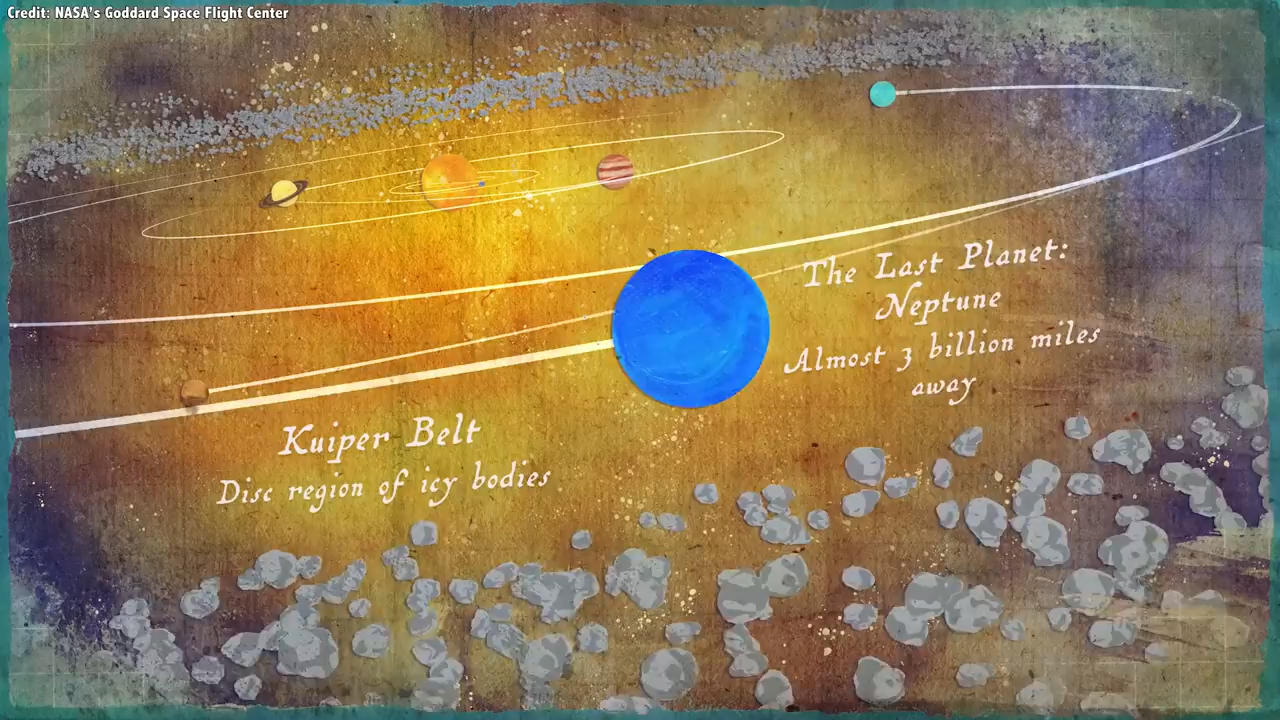 Credit: NASA's Goddard Space Flight Center
The Last Planet:
Neptune
Almost 3 billion miles
away
Kuiper Belt
Disc region of icy bodies